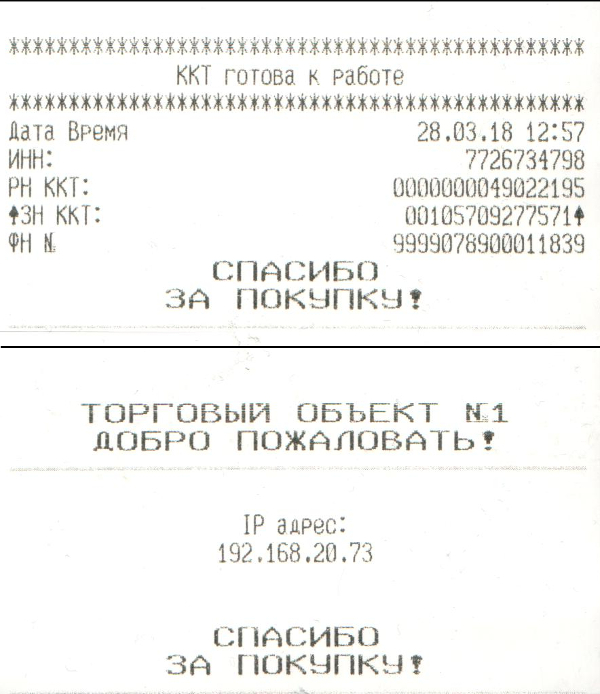 ************************************************
ККТ готова к работе
************************************************
Дата Время 28.03.18 12:57
ИНН: 7726734798
РН ККТ: 0000000049022195
↑ЗН ККТ: 00105709277571↑
ФН № 9999078900011839
СПАСИБО
ЗА ПОКУПКУ!
ТОРГОВЫЙ ОБЪЕКТ №1
ДОБРО ПОЖАЛОВАТЬ!
IP адрес:
192.168.20.73
СПАСИБО
ЗА ПОКУПКУ!